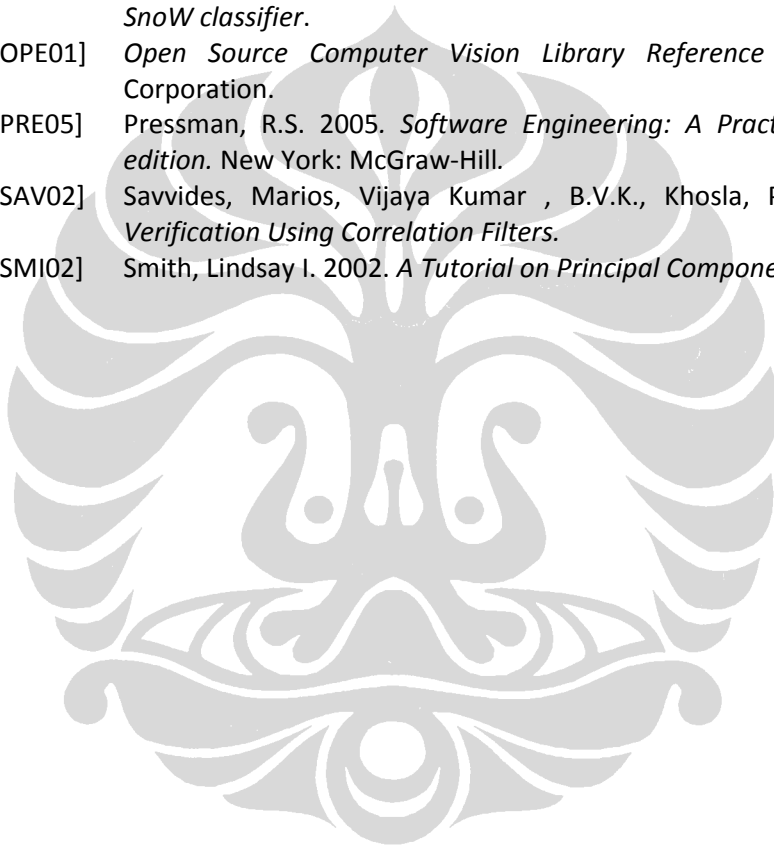 SnoW classifier.
OPE01] Open Source Computer Vision Library Reference
Corporation.
PRE05] Pressman, R.S. 2005. Software Engineering: A Pract
edition. New York: McGraw-Hill.
SAV02] Savvides, Marios, Vijaya Kumar , B.V.K., Khosla, P
Verification Using Correlation Filters.
SMI02] Smith, Lindsay I. 2002. A Tutorial on Principal Compone